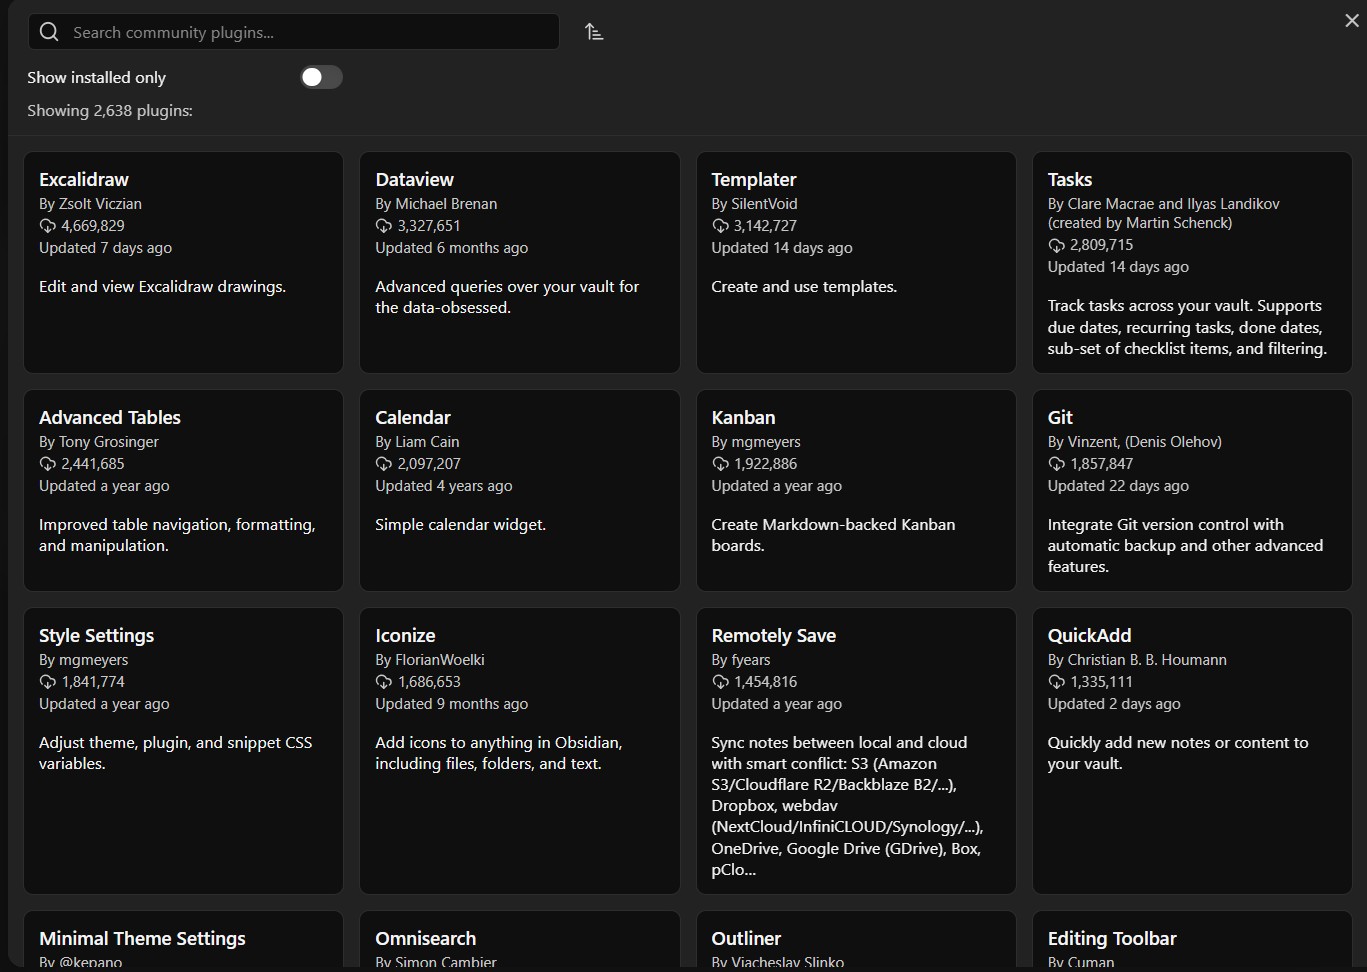 Search community plugins...
Show installed only
Showing 2,638 plugins:
Excalidraw
By Zsolt Viczian
4,669,829
Updated 7 days ago
Edit and view Excalidraw drawings.
Dataview
By Michael Brenan
3,327,651
Updated 6 months ago
Advanced queries over your vault for
the data-obsessed.
Templater
By SilentVoid
3,142,727
Updated 14 days ago
Create and use templates.
Tasks
By Clare Macrae and Ilyas Landikov
(created by Martin Schenck)
2,809,715
Updated 14 days ago
Track tasks across your vault. Supports
due dates, recurring tasks, done dates,
sub-set of checklist items, and filtering.
Advanced Tables
By Tony Grosinger
2,441,685
Updated a year ago
Improved table navigation, formatting,
and manipulation.
Calendar
By Liam Cain
2,097,207
Updated 4 years ago
Simple calendar widget.
Kanban
By mgmeyers
1,922,886
Updated a year ago
Create Markdown-backed Kanban
boards.
Git
By Vinzent, (Denis Olehov)
1,857,847
Updated 22 days ago
Integrate Git version control with
automatic backup and other advanced
features.
Style Settings
By mgmeyers
1,841,774
Updated a year ago
Adjust theme, plugin, and snippet CSS
variables.
Iconize
By FlorianWoelki
1,686,653
Updated 9 months ago
Add icons to anything in Obsidian,
including files, folders, and text.
Remotely Save
By fyears
1,454,816
Updated a year ago
Sync notes between local and cloud
with smart conflict: S3 (Amazon
S3/Cloudflare R2/Backblaze B2/...),
Dropbox, webdav
(NextCloud/InfiniCLOUD/Synology/...),
OneDrive, Google Drive (GDrive), Box,
pClo...
QuickAdd
By Christian B. B. Houmann
1,335,111
Updated 2 days ago
Quickly add new notes or content to
your vault.
Minimal Theme Settings
By @kepano
Omnisearch
By Simon Cambier
Outliner
By Viacheslav Slinko
Editing Toolbar
By Cuman